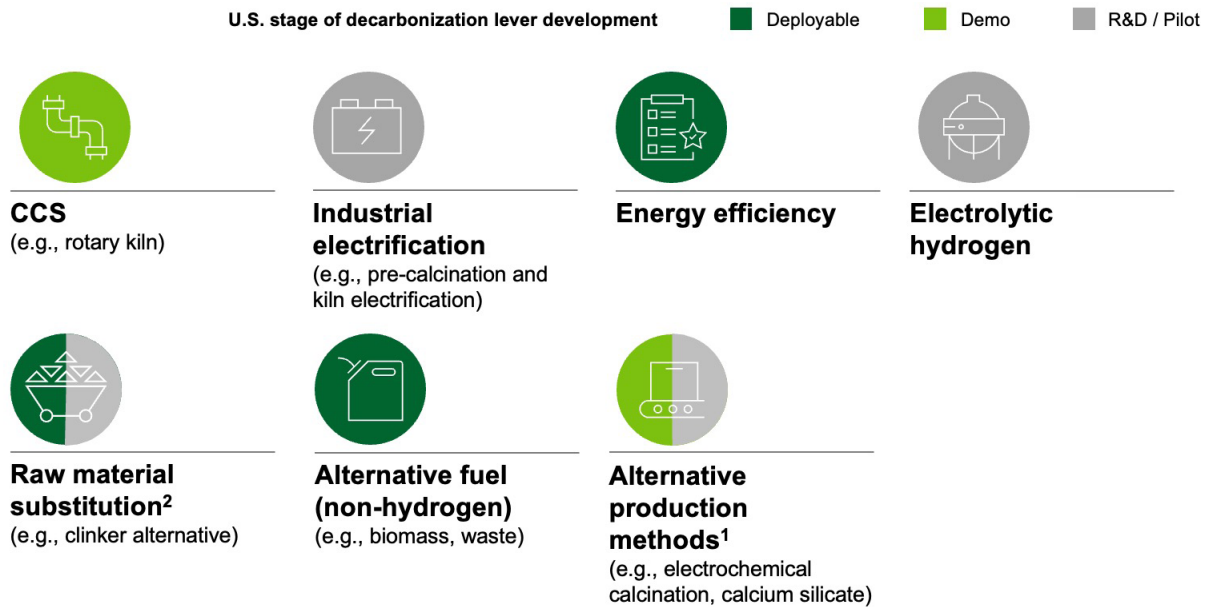 U.S. stage of decarbonization lever development
Deployable
Demo
R&D / Pilot
CCS
(e.g., rotary kiln)
Industrial
electrification
(e.g., pre-calcination and
kiln electrification)
Energy efficiency
Electrolytic
hydrogen
Raw material
substitution²
(e.g., clinker alternative)
Alternative fuel
(non-hydrogen)
(e.g., biomass, waste)
Alternative
production
methods¹
(e.g., electrochemical
calcination, calcium silicate)